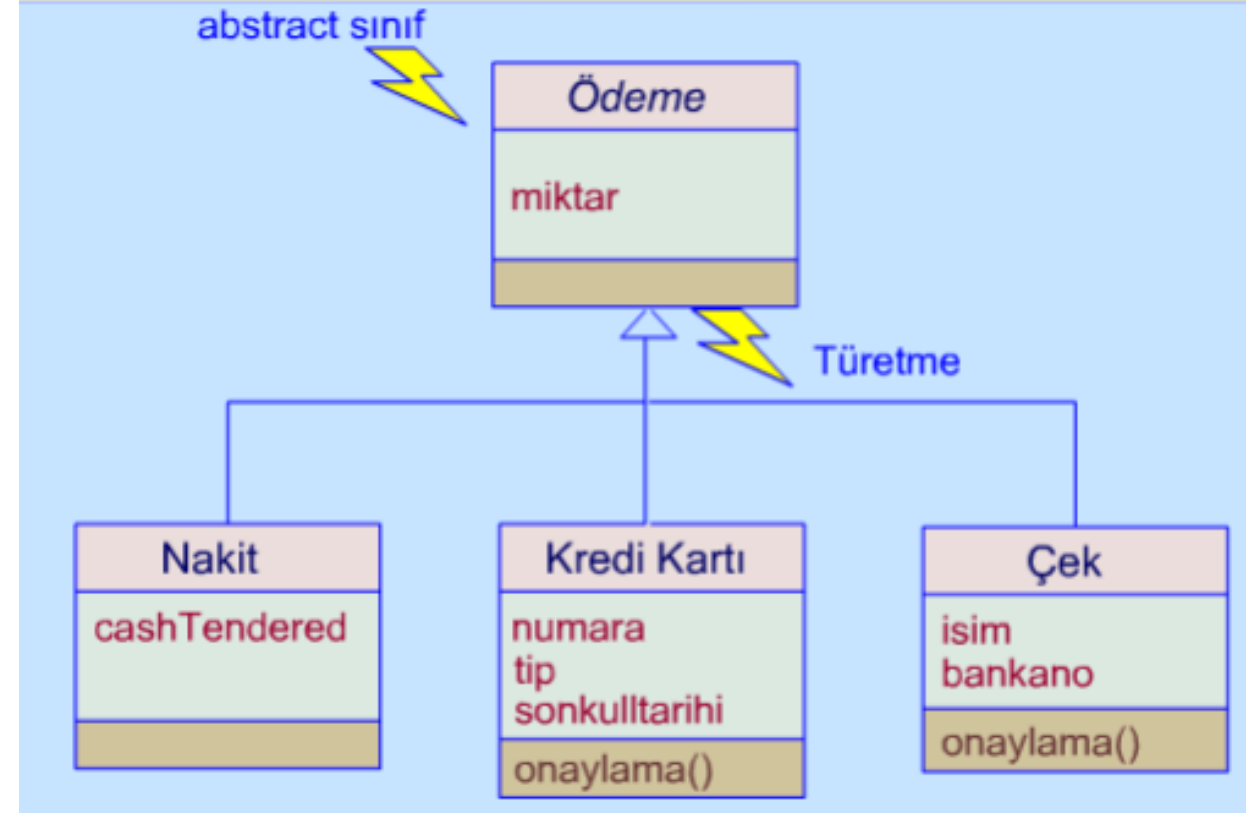 abstract sınıf
Ödeme
miktar
Türetme
Nakit
cashTendered
Kredi Kartı
numara
tip
sonkulltarihi
onaylama()
Çek
isim
bankano
onaylama()